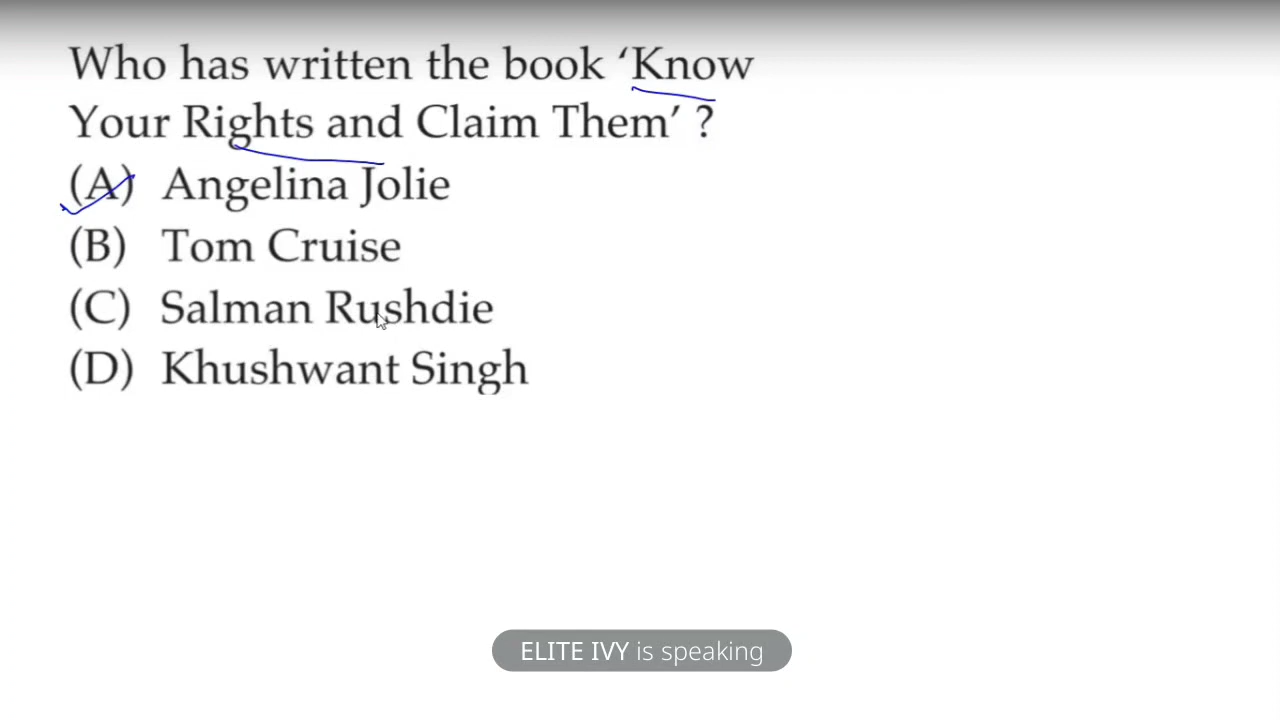 Who has written the book ‘Know
Your Rights and Claim Them’ ?
(A) Angelina Jolie
(B) Tom Cruise
(C) Salman Rushdie
(D) Khushwant Singh
ELITE IVY is speaking